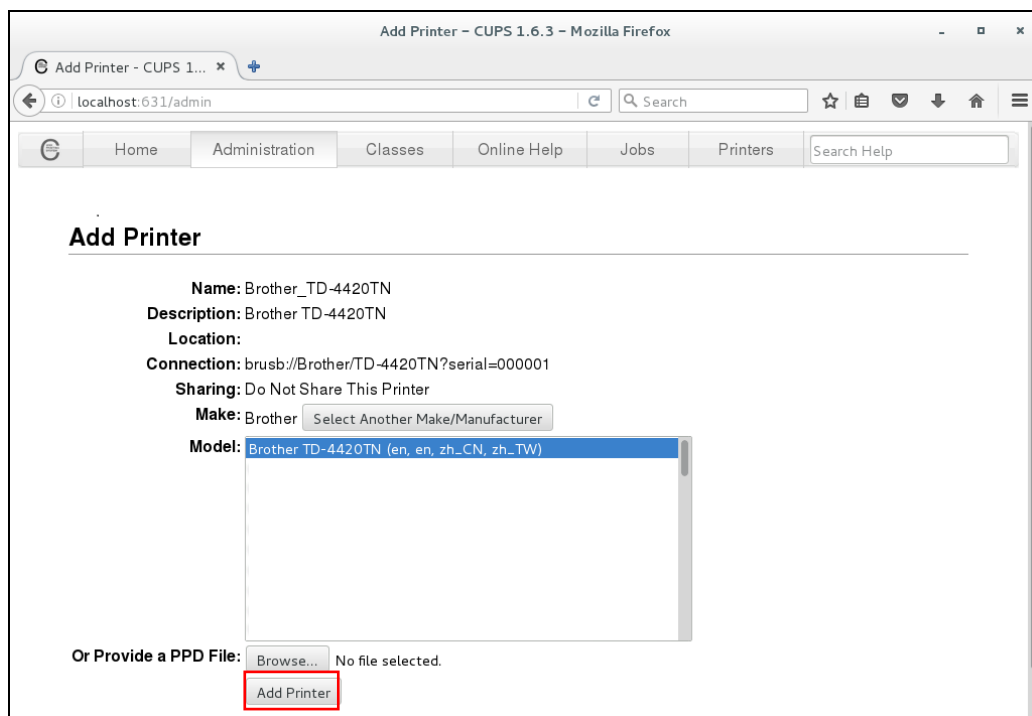 Add Printer – CUPS 1.6.3 – Mozilla Firefox
Add Printer - CUPS 1...
localhost:631/admin
Search
Home Administration Classes Online Help Jobs Printers Search Help
Add Printer
Name: Brother_TD-4420TN
Description: Brother TD-4420TN
Location:
Connection: brusb://Brother/TD-4420TN?serial=000001
Sharing: Do Not Share This Printer
Make: Brother Select Another Make/Manufacturer
Model: Brother TD-4420TN (en, en, zh_CN, zh_TW)
Or Provide a PPD File: Browse... No file selected.
Add Printer